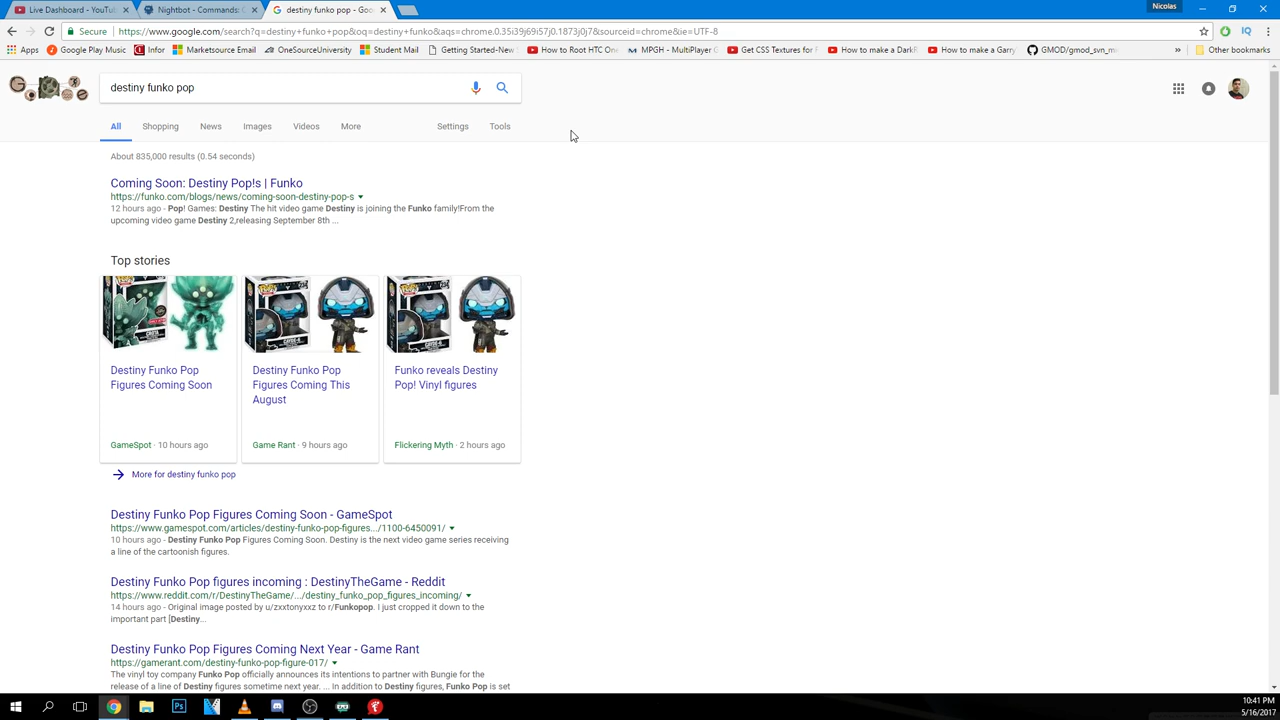 Nicolas
Live Dashboard - YouTu
Nightbot - Commands: C
destiny funko pop - Goo
Secure
https://www.google.com/search?q=destiny+funko+pop&oq=destiny+funko&aqs=chrome.0.35i39j69i57j0.1873j0j7&sourceid=chrome&ie=UTF-8
Apps
Google Play Music
Infor
Marketsource Email
OneSourceUniversity
Student Mail
Getting Started-New
How to Root HTC On
MPGH - MultiPlayer G
Get CSS Textures for
How to make a DarkR
How to make a Garry
GMOD/gmod_svn_m
Other bookmarks
destiny funko pop
All
Shopping
News
Images
Videos
More
Settings
Tools
About 835,000 results (0.54 seconds)
Coming Soon: Destiny Pop!s | Funko
https://funko.com/blogs/news/coming-soon-destiny-pop-s
12 hours ago - Pop! Games: Destiny The hit video game Destiny is joining the Funko family!From the
upcoming video game Destiny 2,releasing September 8th ...
Top stories
Destiny Funko Pop
Figures Coming Soon
GameSpot · 10 hours ago
Destiny Funko Pop
Figures Coming This
August
Game Rant · 9 hours ago
Funko reveals Destiny
Pop! Vinyl figures
Flickering Myth · 2 hours ago
More for destiny funko pop
Destiny Funko Pop Figures Coming Soon - GameSpot
https://www.gamespot.com/articles/destiny-funko-pop-figures.../1100-6450091/
10 hours ago - Destiny Funko Pop Figures Coming Soon. Destiny is the next video game series receiving
a line of the cartoonish figures.
Destiny Funko Pop figures incoming : DestinyTheGame - Reddit
https://www.reddit.com/r/DestinyTheGame/.../destiny_funko_pop_figures_incoming/
14 hours ago - Original image posted by u/zxxtonyxxz to r/Funkopop. I just cropped it down to the
important part [Destiny...
Destiny Funko Pop Figures Coming Next Year - Game Rant
https://gamerant.com/destiny-funko-pop-figure-017/
The vinyl toy company Funko Pop officially announces its intentions to partner with Bungie for the
release of a line of Destiny figures sometime next year. ... In addition to Destiny figures, Funko Pop is set
10:41 PM
5/16/2017